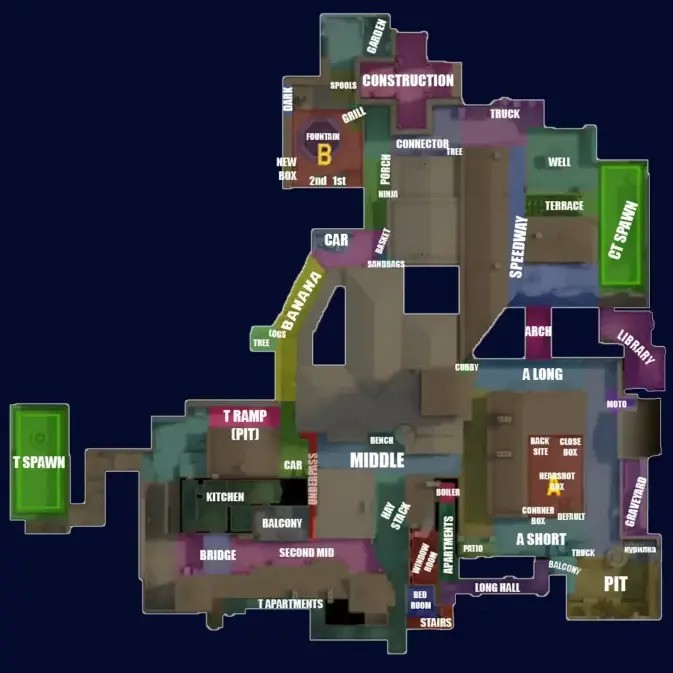 GARDEN
CONSTRUCTION
SPOOLS
DARK
GRILL
TRUCK
FOUNTAIN
B
CONNECTOR
TREE
NEW
BOX
2nd 1st
PORCH
NINJA
WELL
TERRACE
CT SPAWN
SPEEDWAY
CAR
BASKET
SANDBAGS
BANANA
LOGS
TREE
ARCH
LIBRARY
CUBBY
A LONG
MOTO
T RAMP
(PIT)
T SPAWN
CAR
UNDERPASS
BENCH
MIDDLE
BACK
SITE
CLOSE
BOX
HEARSHOT
BOX
A
CONRNER
BOX
DEFAULT
GRAVEYARD
KITCHEN
BALCONY
HAY
STACK
BOILER
APARTMENTS
WINDOW
ROOM
PATIO
A SHORT
TRUCK
курилка
BALCONY
PIT
BRIDGE
SECOND MID
LONG HALL
BED
ROOM
STAIRS
T APARTMENTS